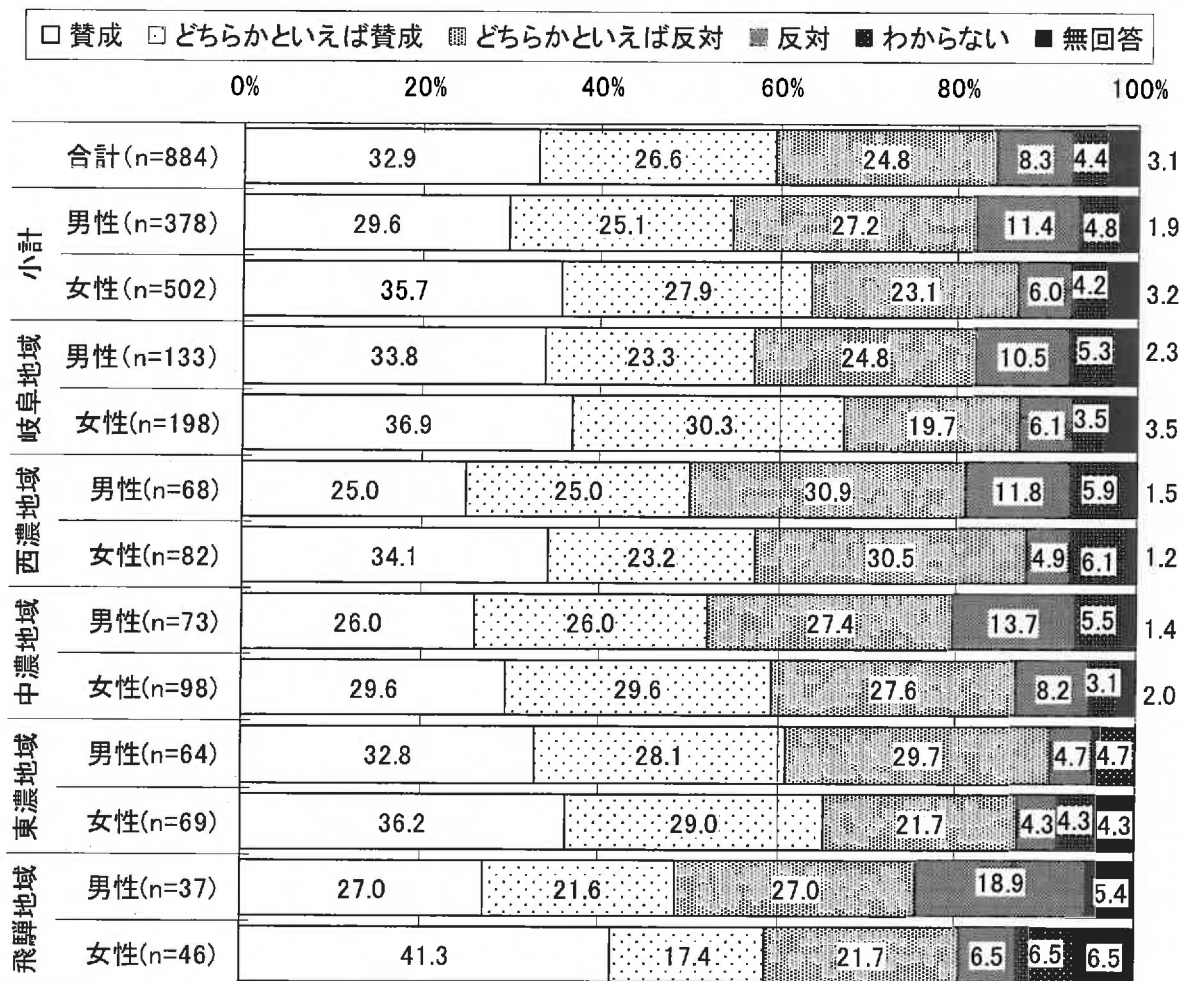 □ 賛成 □ どちらかといえば賛成 ▩ どちらかといえば反対 ■ 反対 ■ わからない ■ 無回答
0% 20% 40% 60% 80% 100%
合計(n=884) 32.9 26.6 24.8 8.3 4.4 3.1
小計
男性(n=378) 29.6 25.1 27.2 11.4 4.8 1.9
女性(n=502) 35.7 27.9 23.1 6.0 4.2 3.2
岐阜地域
男性(n=133) 33.8 23.3 24.8 10.5 5.3 2.3
女性(n=198) 36.9 30.3 19.7 6.1 3.5 3.5
西濃地域
男性(n=68) 25.0 25.0 30.9 11.8 5.9 1.5
女性(n=82) 34.1 23.2 30.5 4.9 6.1 1.2
中濃地域
男性(n=73) 26.0 26.0 27.4 13.7 5.5 1.4
女性(n=98) 29.6 29.6 27.6 8.2 3.1 2.0
東濃地域
男性(n=64) 32.8 28.1 29.7 4.7 4.7
女性(n=69) 36.2 29.0 21.7 4.3 4.3 4.3
飛騨地域
男性(n=37) 27.0 21.6 27.0 18.9 5.4
女性(n=46) 41.3 17.4 21.7 6.5 6.5 6.5